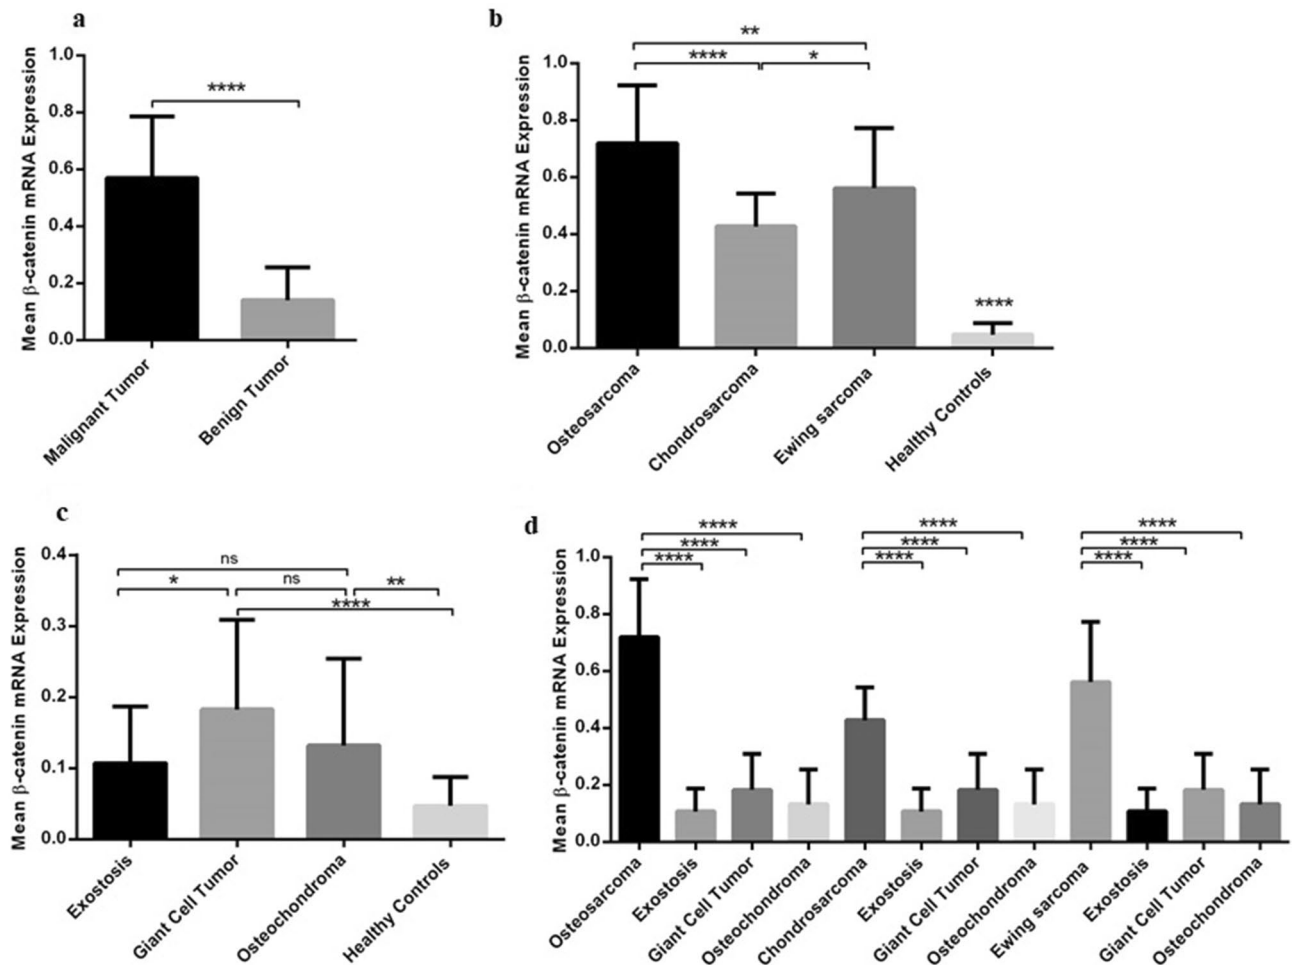 a
Mean β-catenin mRNA Expression
1.0
0.8
0.6
0.4
0.2
0.0
****
Malignant Tumor
Benign Tumor
b
Mean β-catenin mRNA Expression
1.0
0.8
0.6
0.4
0.2
0.0
**
****
*
****
Osteosarcoma
Chondrosarcoma
Ewing sarcoma
Healthy Controls
c
Mean β-catenin mRNA Expression
0.4
0.3
0.2
0.1
0.0
ns
*
ns
**
****
Exostosis
Giant Cell Tumor
Osteochondroma
Healthy Controls
d
Mean β-catenin mRNA Expression
1.0
0.8
0.6
0.4
0.2
0.0
****
****
****
****
****
****
****
****
****
Osteosarcoma
Exostosis
Giant Cell Tumor
Osteochondroma
Chondrosarcoma
Exostosis
Giant Cell Tumor
Osteochondroma
Ewing sarcoma
Exostosis
Giant Cell Tumor
Osteochondroma